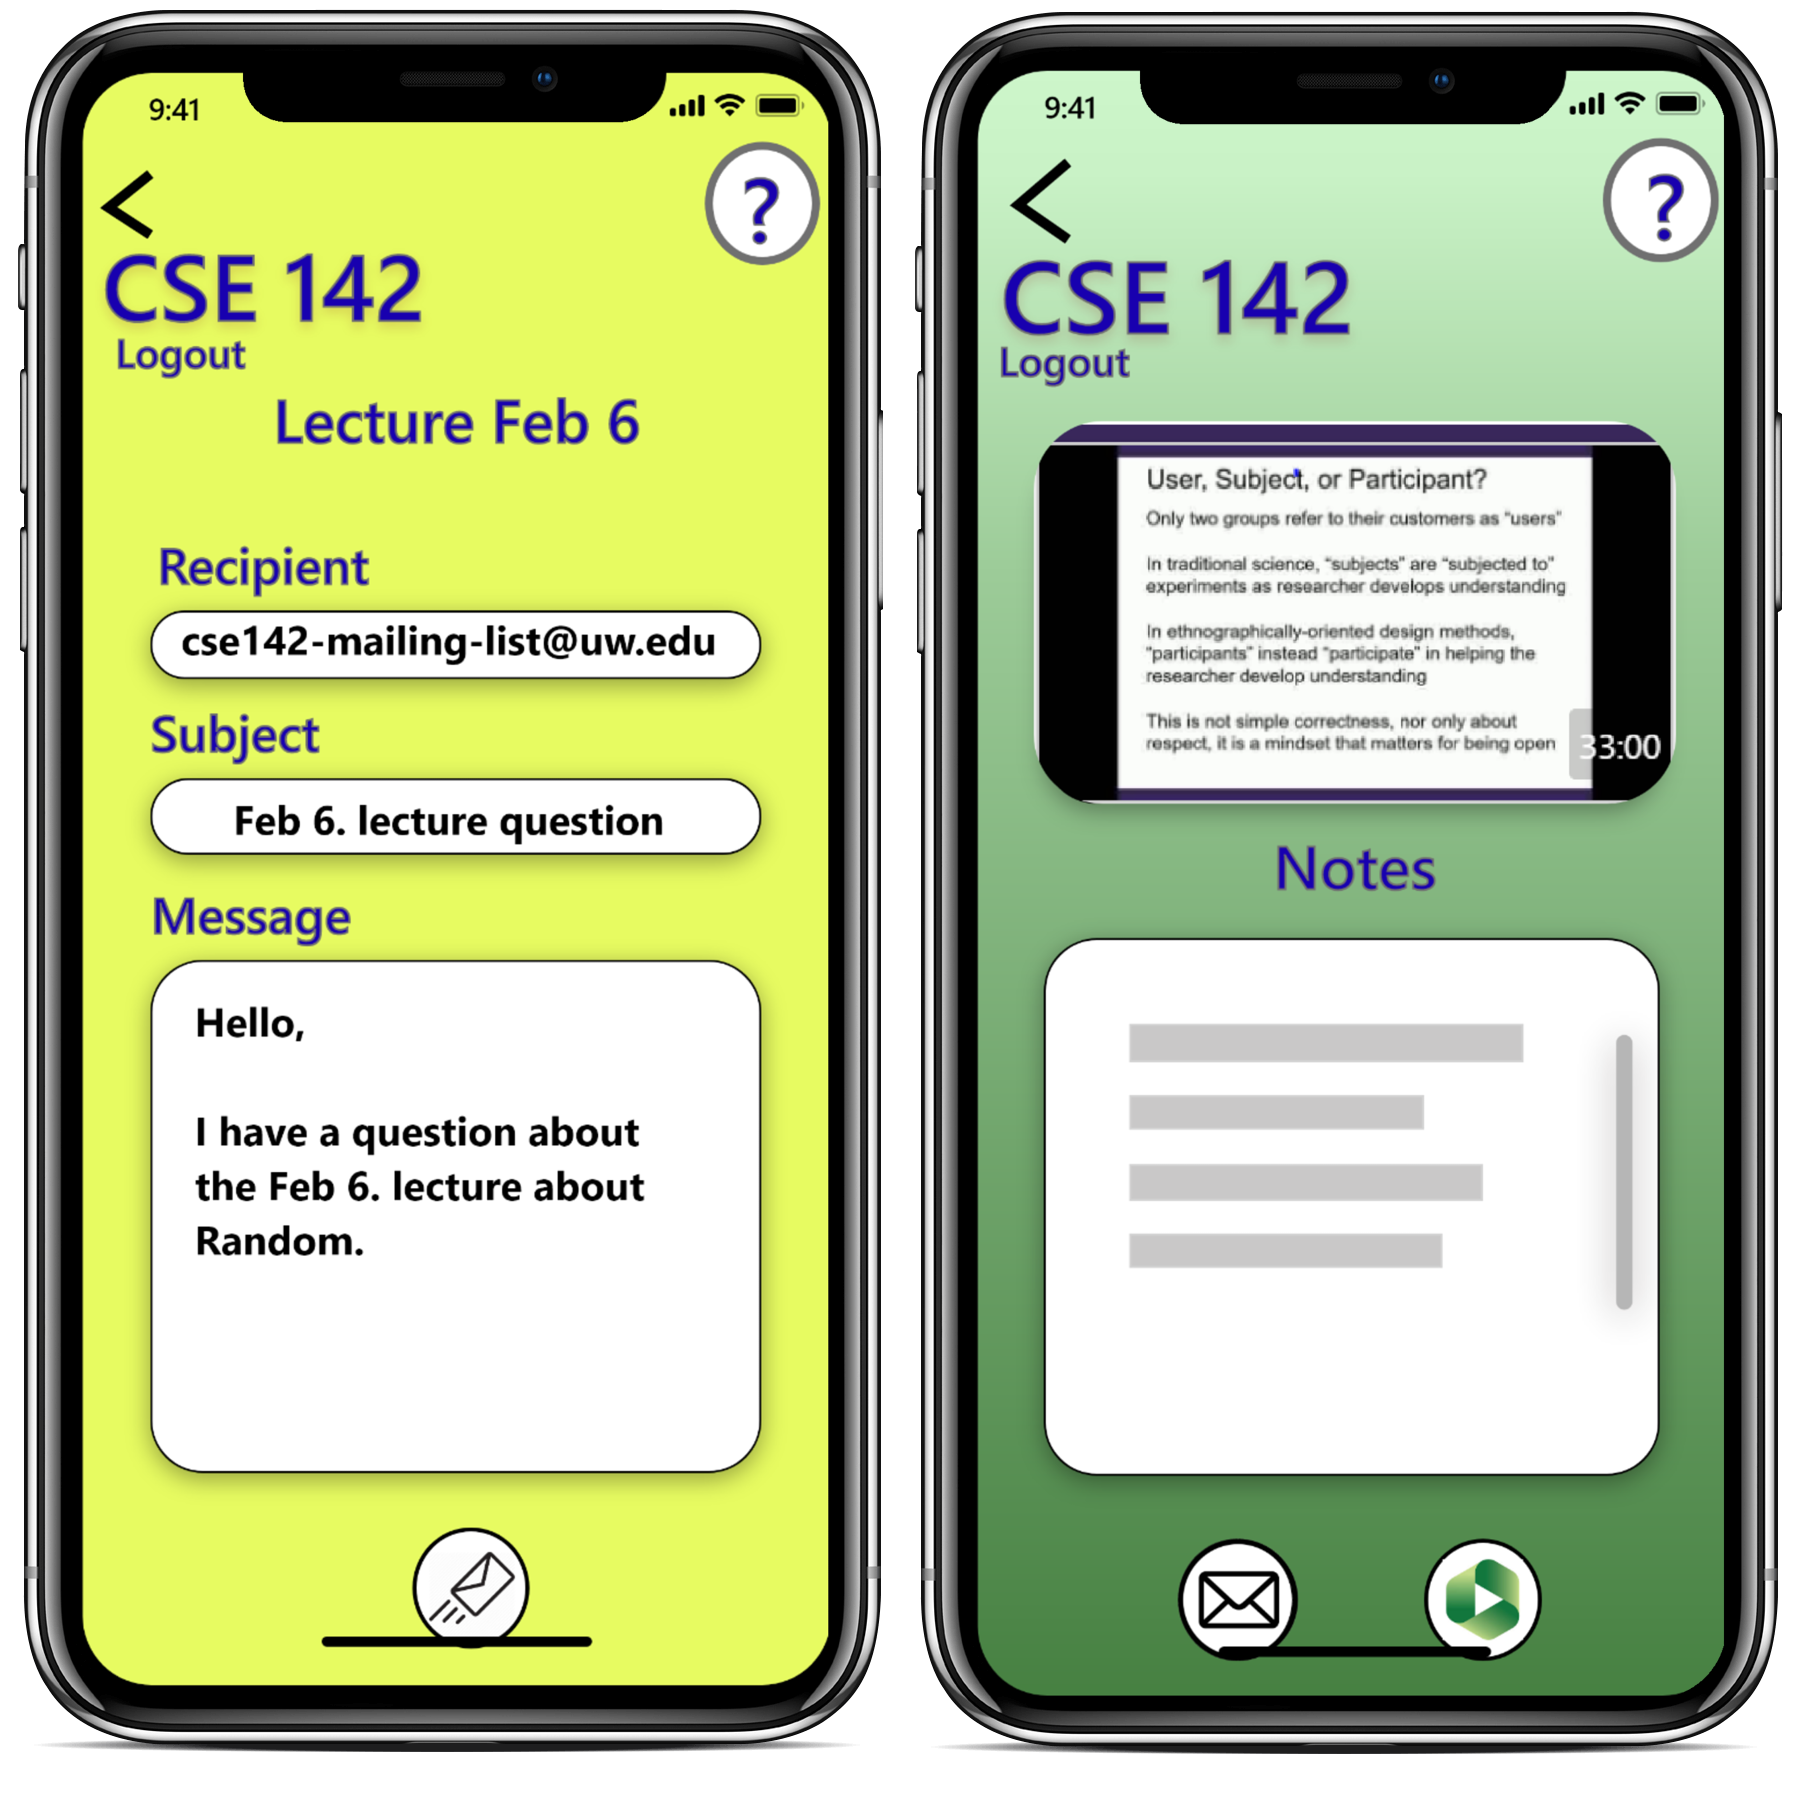 9:41
?
CSE 142
Logout
Lecture Feb 6
Recipient
cse142-mailing-list@uw.edu
Subject
Feb 6. lecture question
Message
Hello,
I have a question about
the Feb 6. lecture about
Random.
9:41
?
CSE 142
Logout
User, Subject, or Participant?
Only two groups refer to their customers as “users”
In traditional science, “subjects” are “subjected to”
experiments as researcher develops understanding
In ethnographically-oriented design methods,
“participants” instead “participate” in helping the
researcher develop understanding
This is not simple correctness, nor only about
respect, it is a mindset that matters for being open
33:00
Notes